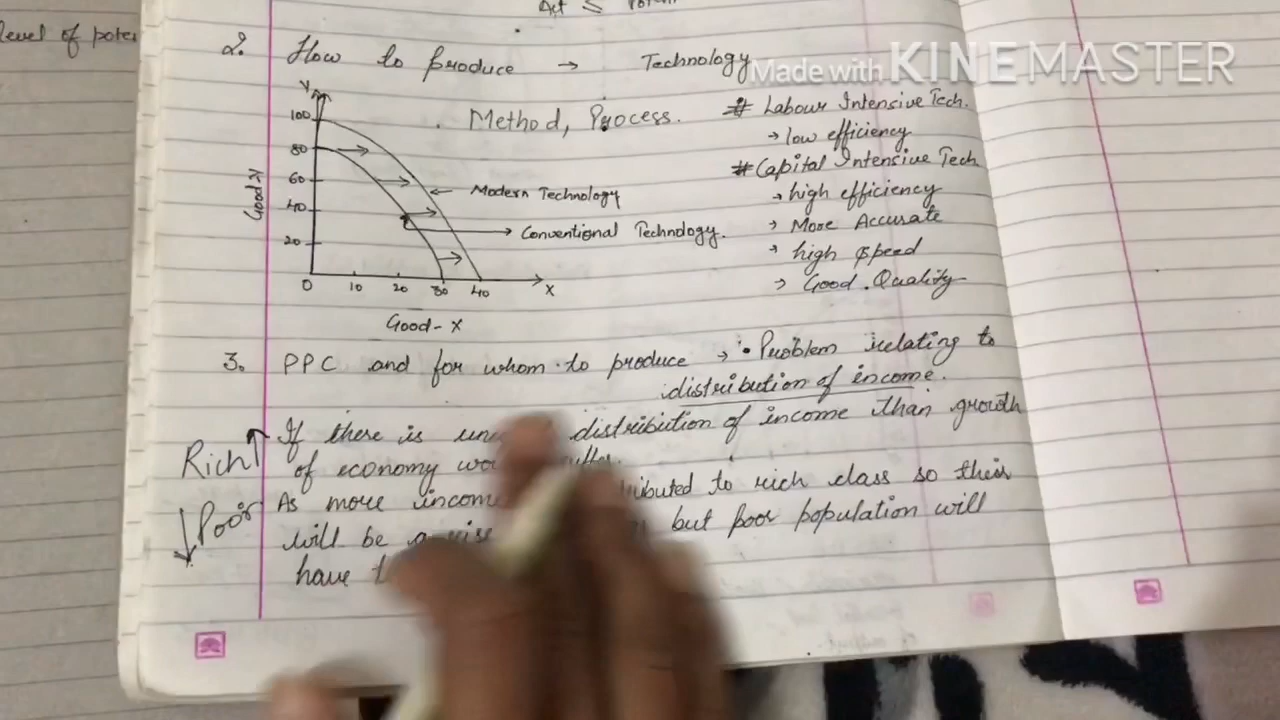 level of poten
Act ≤
2. How to produce → Technology
Made with KINEMASTER
Method, Process.
# Labour Intensive Tech.
→ low efficiency
# Capital Intensive Tech
→ high efficiency
→ More Accurate
→ high speed
→ Good Quality
Y
100
80
60
40
20
0 10 20 30 40 X
Good-Y
Good-X
Modern Technology
Conventional Technology.
3. PPC and for whom to produce → • Problem relating to
distribution of income.
If there is distribution of income than growth
of economy
As more income to rich class so their
will be a but poor population will
have
Rich ↑
↓ Poor